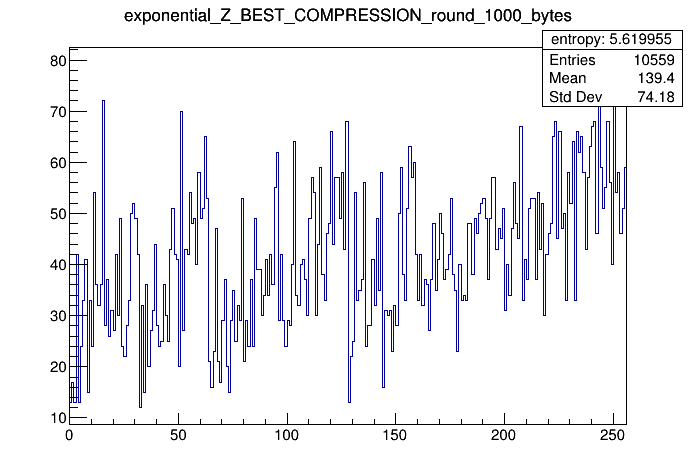 exponential_Z_BEST_COMPRESSION_round_1000_bytes
entropy: 5.619955
Entries 10559
Mean 139.4
Std Dev 74.18
80
70
60
50
40
30
20
10
0 50 100 150 200 250